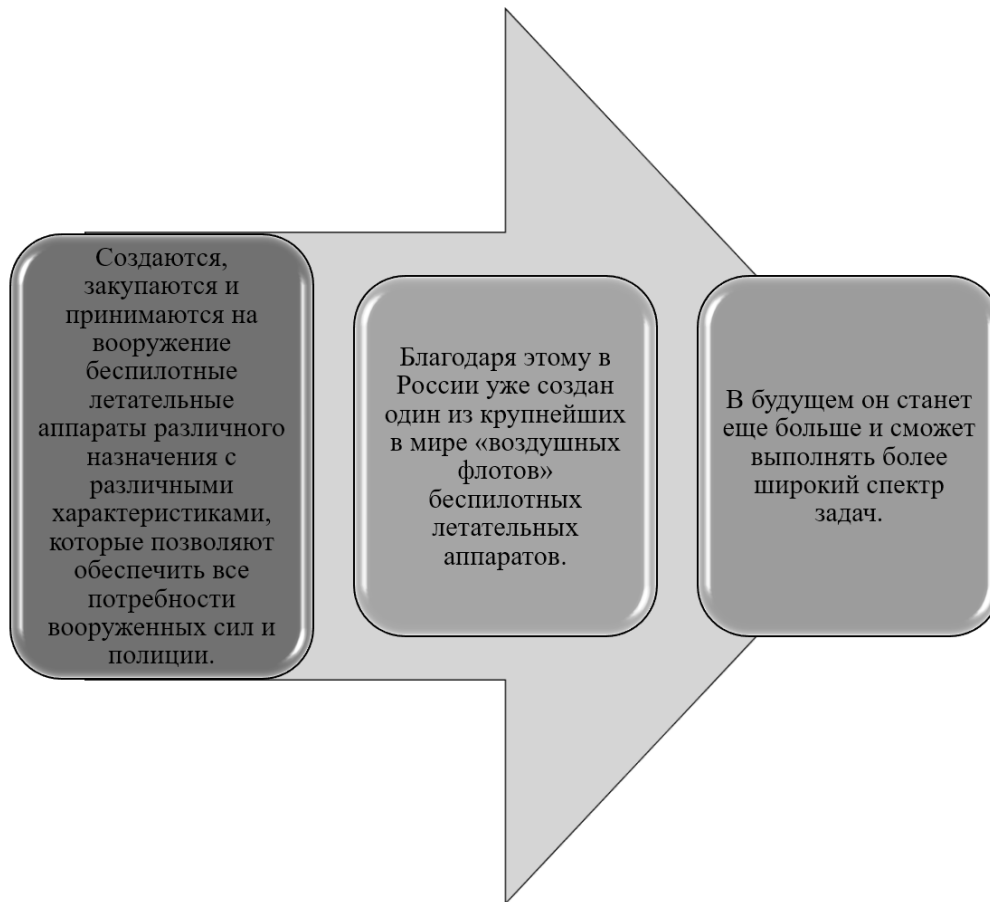 Создаются,
закупаются и
принимаются на
вооружение
беспилотные
летательные
аппараты различного
назначения с
различными
характеристиками,
которые позволяют
обеспечить все
потребности
вооруженных сил и
полиции.
Благодаря этому в
России уже создан
один из крупнейших
в мире «воздушных
флотов»
беспилотных
летательных
аппаратов.
В будущем он станет
еще больше и сможет
выполнять более
широкий спектр
задач.